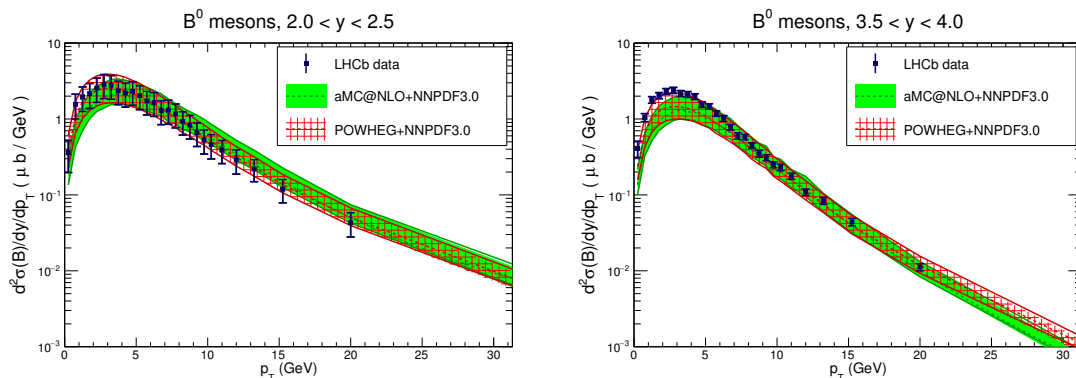 B⁰ mesons, 2.0 < y < 2.5
d²σ(B)/dy/dp_T ( μ b / GeV )
10
1
10⁻¹
10⁻²
10⁻³
LHCb data
aMC@NLO+NNPDF3.0
POWHEG+NNPDF3.0
0 5 10 15 20 25 30
p_T (GeV)
B⁰ mesons, 3.5 < y < 4.0
d²σ(B)/dy/dp_T ( μ b / GeV )
10
1
10⁻¹
10⁻²
10⁻³
LHCb data
aMC@NLO+NNPDF3.0
POWHEG+NNPDF3.0
0 5 10 15 20 25 30
p_T (GeV)